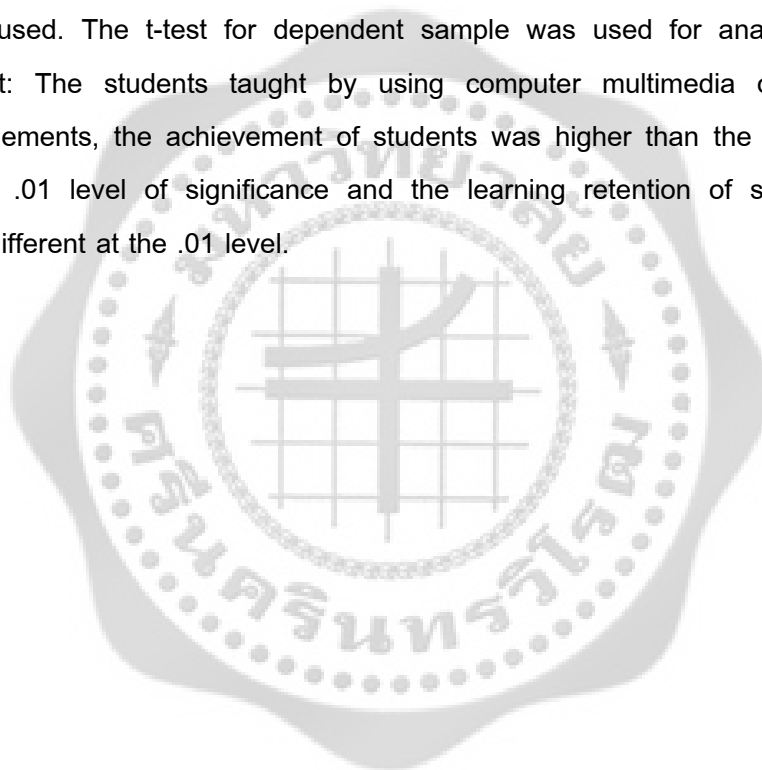 used. The t-test for dependent sample was used for ana
t: The students taught by using computer multimedia
ements, the achievement of students was higher than the
.01 level of significance and the learning retention of s
ifferent at the .01 level.
มหาวิทยาลัย
ศรีนครินทรวิโรฒ